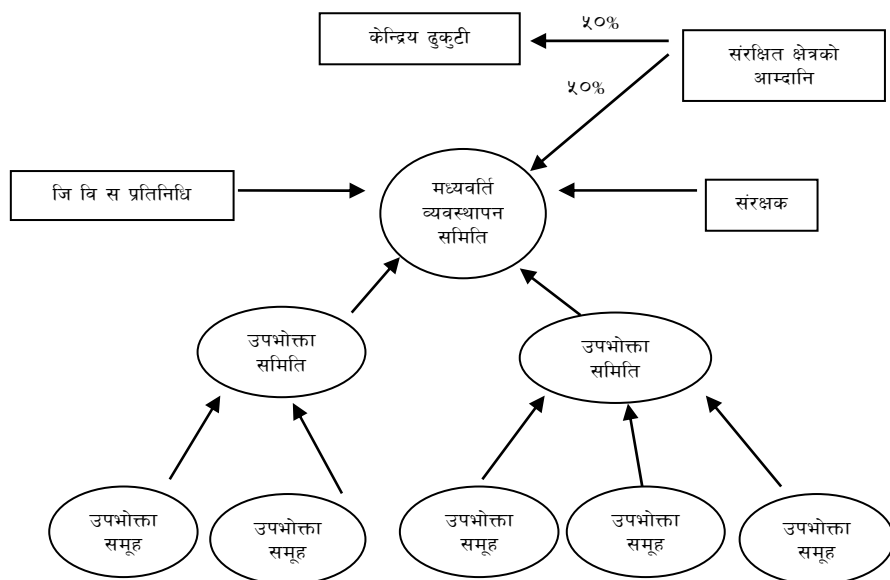 ५०%
केन्द्रिय ढुकुटी
संरक्षित क्षेत्रको
आम्दानि
५०%
मध्यवर्ति
व्यवस्थापन
समिति
जि वि स प्रतिनिधि
संरक्षक
उपभोक्ता
समिति
उपभोक्ता
समिति
उपभोक्ता
समूह
उपभोक्ता
समूह
उपभोक्ता
समूह
उपभोक्ता
समूह
उपभोक्ता
समूह